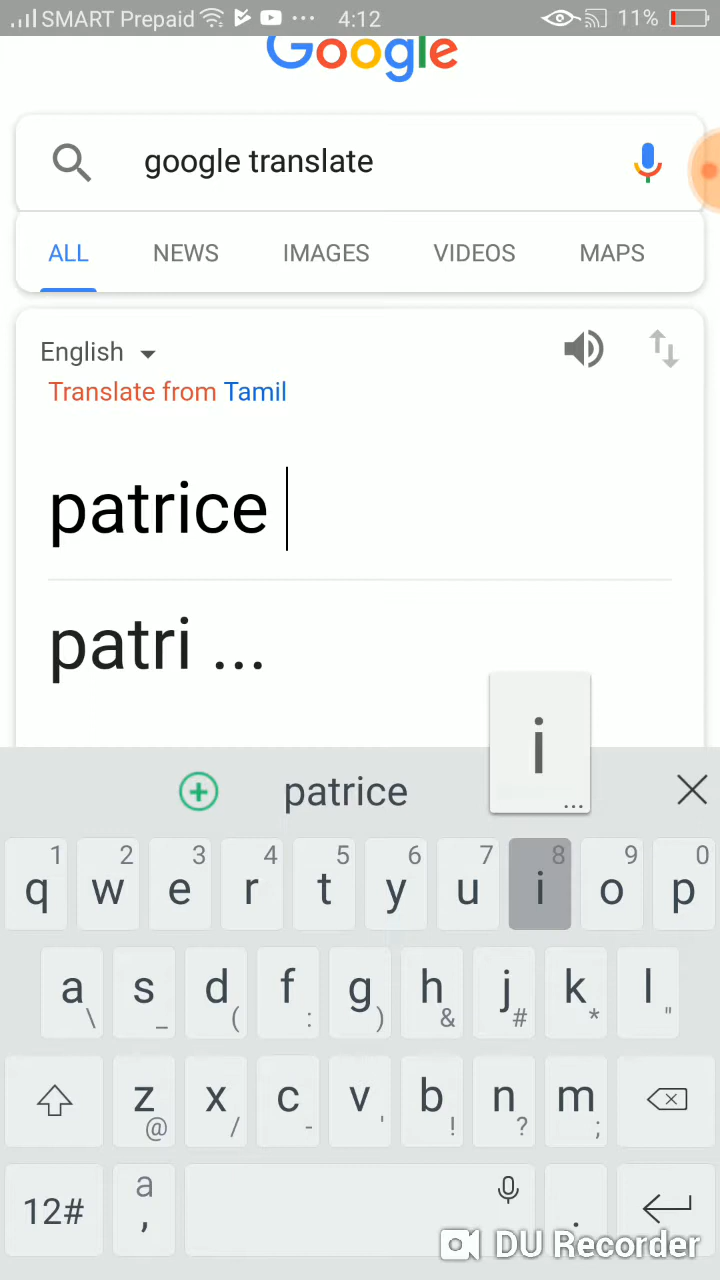 SMART Prepaid ... 4:12 11%
Google
google translate
ALL NEWS IMAGES VIDEOS MAPS
English
Translate from Tamil
patrice
patri ...
i
...
patrice
1 2 3 4 5 6 7 8 9 0
q w e r t y u i o p
a s d f g h j k l
\ _ ( : ) & # * "
z x c v b n m
@ / - ' ! ? ;
12# a , .
DU Recorder